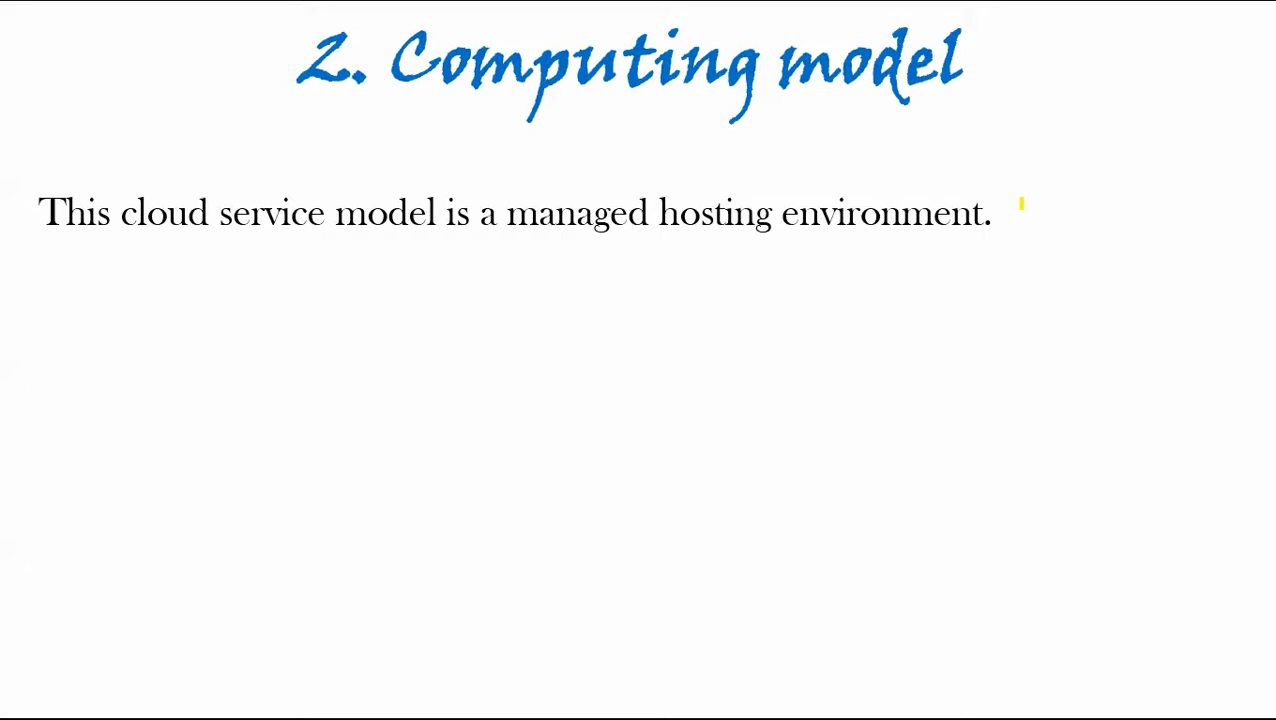 2. Computing model
This cloud service model is a managed hosting environment.